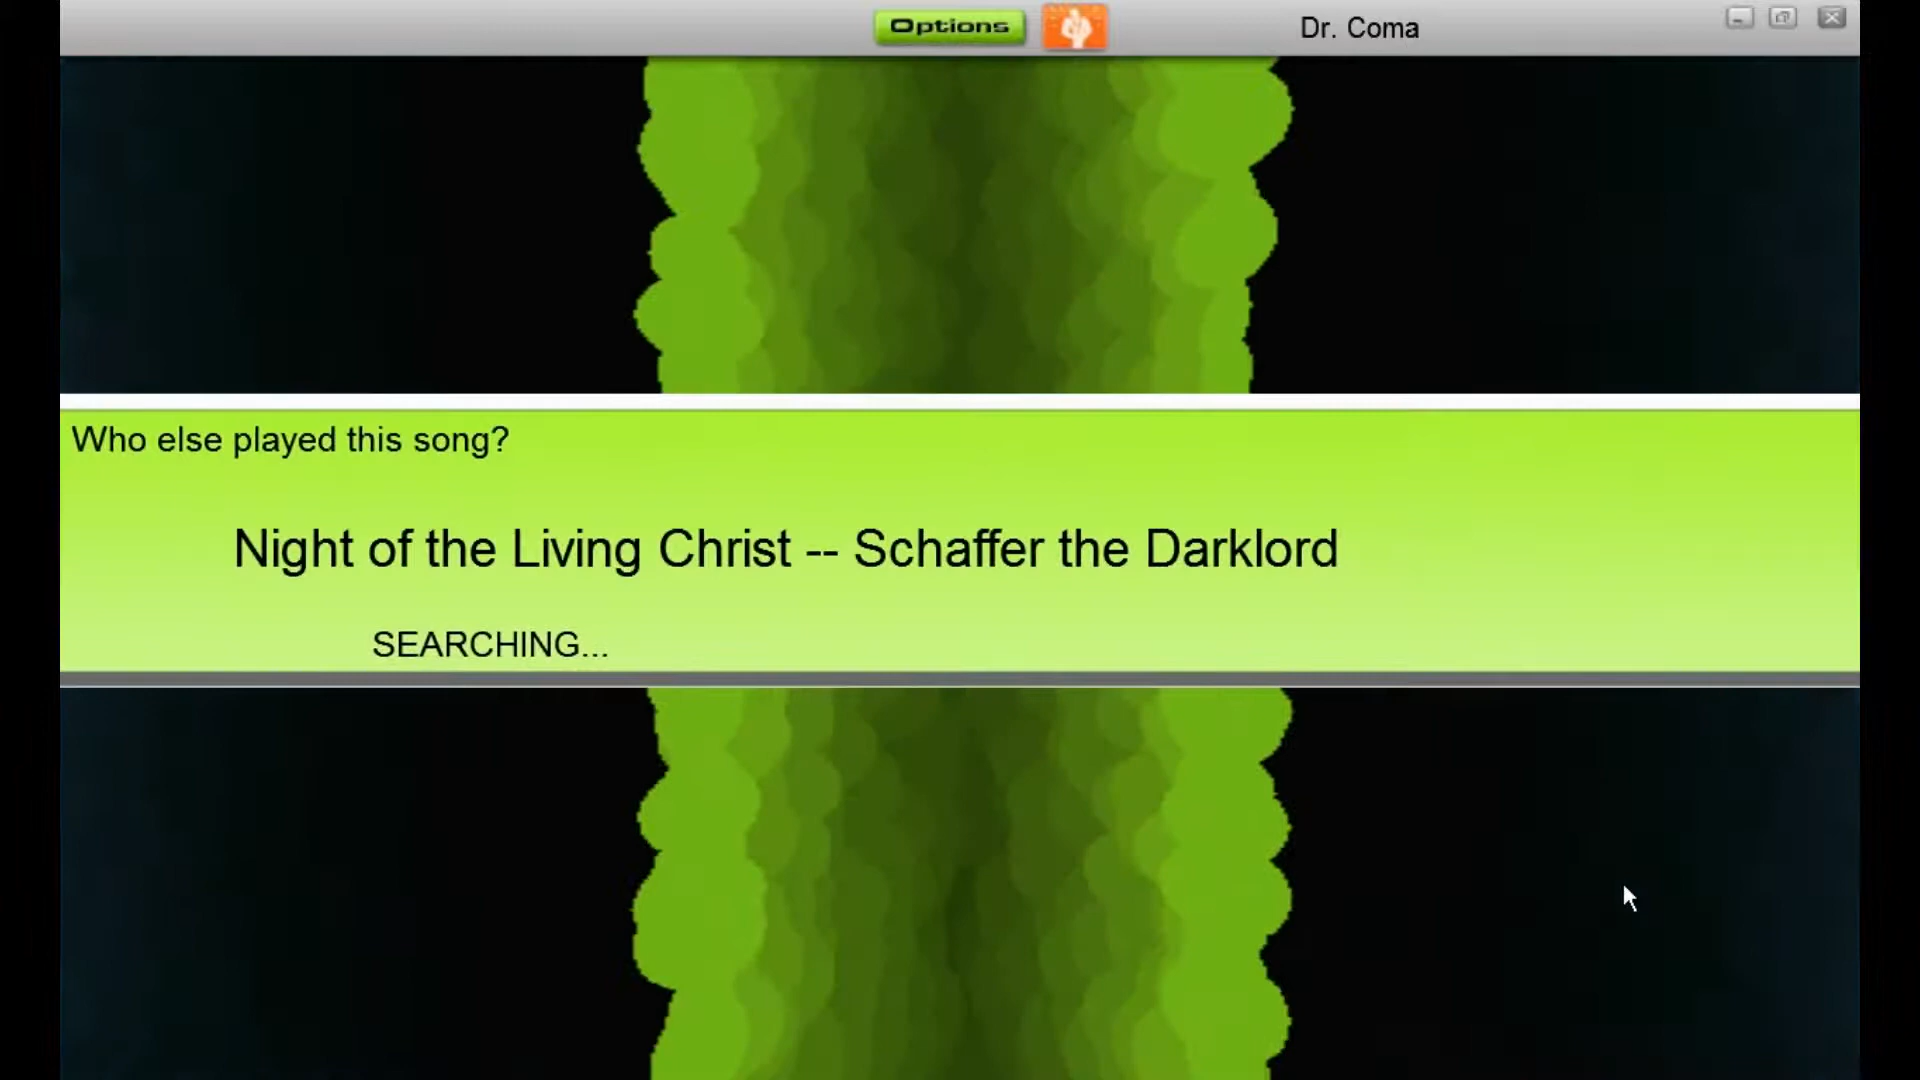 Options
Dr. Coma
Who else played this song?
Night of the Living Christ -- Schaffer the Darklord
SEARCHING...